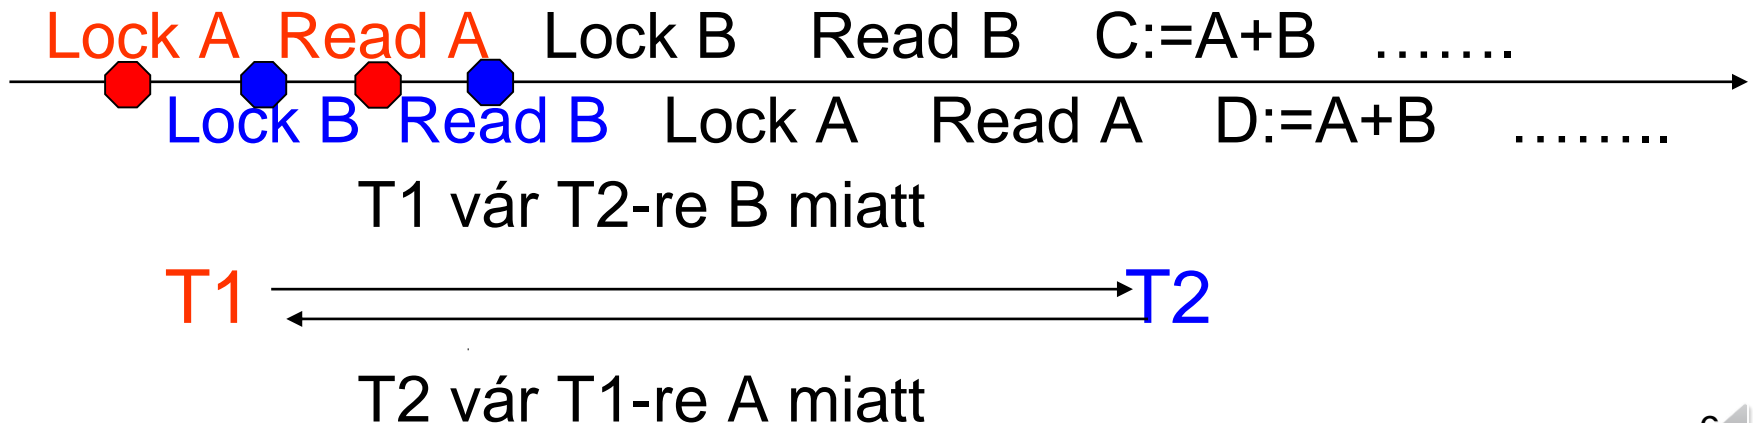 Lock A Read A Lock B Read B C:=A+B …….
Lock B Read B Lock A Read A D:=A+B ……..
T1 vár T2-re B miatt
T1 T2
T2 vár T1-re A miatt